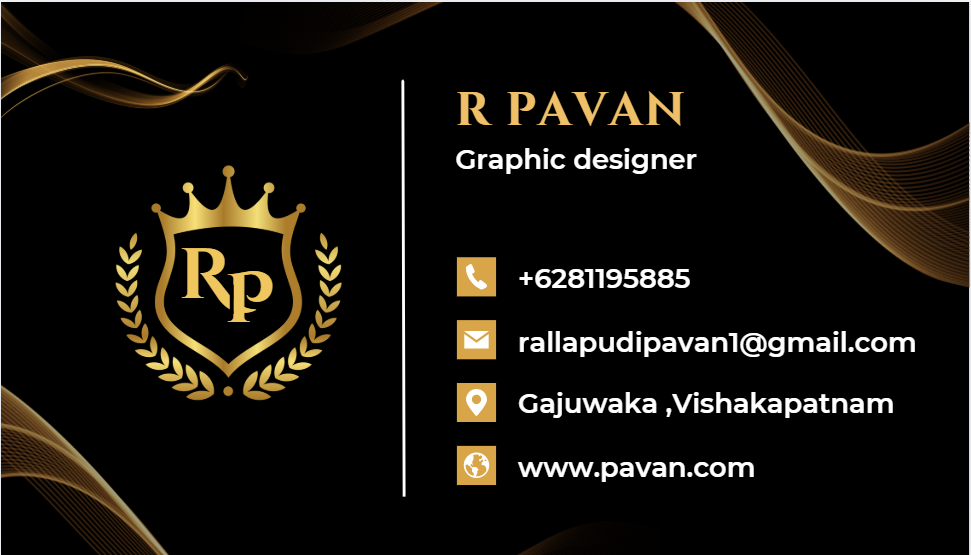 Rp
R PAVAN
Graphic designer
+6281195885
rallapudipavan1@gmail.com
Gajuwaka ,Vishakapatnam
www.pavan.com